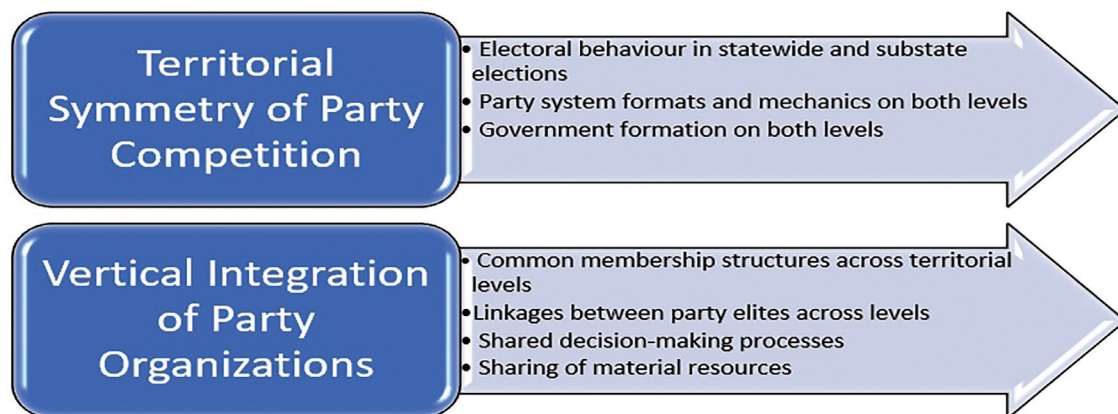 Territorial
Symmetry of Party
Competition
• Electoral behaviour in statewide and substate
elections
• Party system formats and mechanics on both levels
• Government formation on both levels
Vertical Integration
of Party
Organizations
• Common membership structures across territorial
levels
•Linkages between party elites across levels
• Shared decision-making processes
• Sharing of material resources